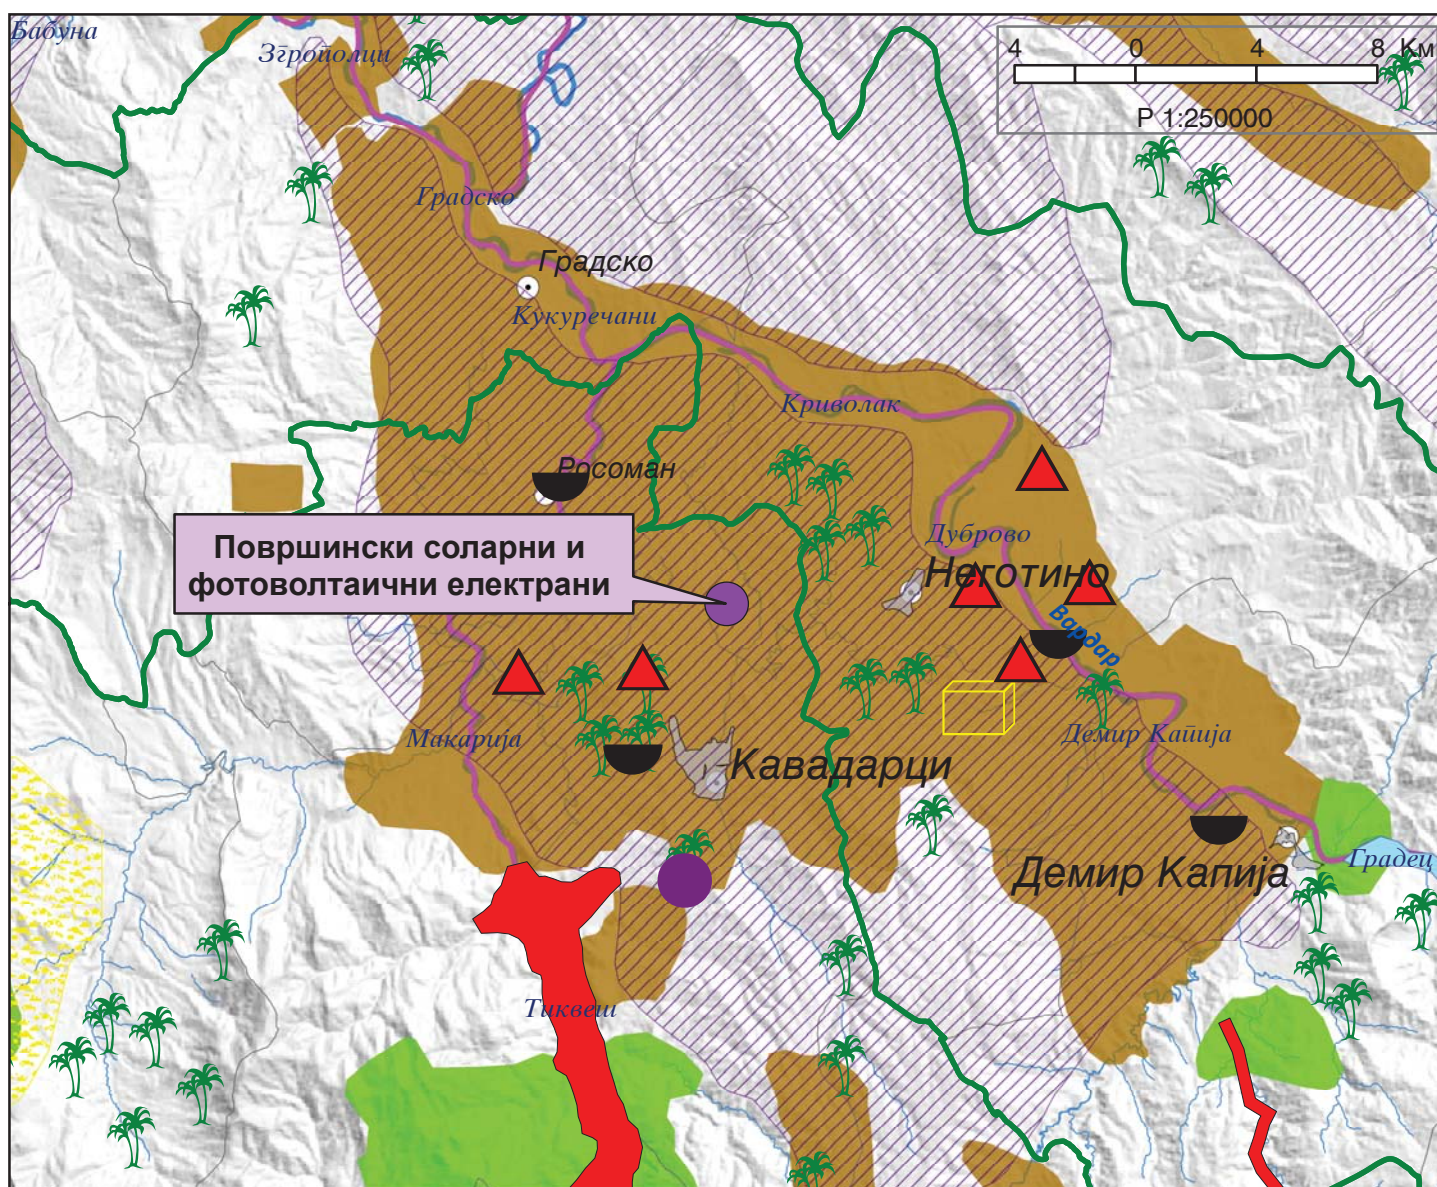 Бабуна
Згрополци
4 0 4 8 Км
Р 1:250000
Градско
Градско
Кукуречани
Криволак
Росоман
Површински соларни и
фотоволтаични електрани
Дуброво
Неготино
Вардар
Макарија
Демир Капија
Кавадарци
Демир Капија
Градец
Тиквеш